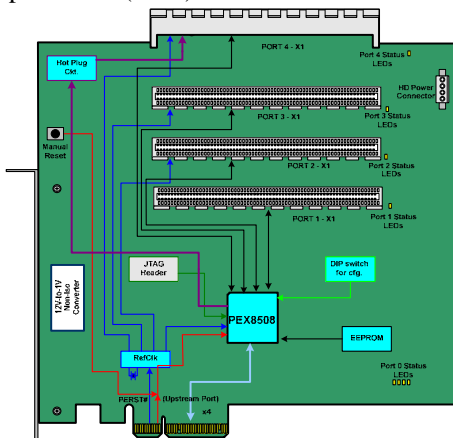 Hot Plug
Ckt.
PORT 4 - X1
Port 4 Status
LEDs
HD Power
Connector
PORT 3 - X1
Port 3 Status
LEDs
Manual
Reset
PORT 2 - X1
Port 2 Status
LEDs
PORT 1 - X1
Port 1 Status
LEDs
JTAG
Header
DIP switch
for cfg.
12V-to-1V
Non-Iso
Converter
PEX8508
EEPROM
RefClk
Port 0 Status
LEDs
PERST#
(Upstream Port)
x4